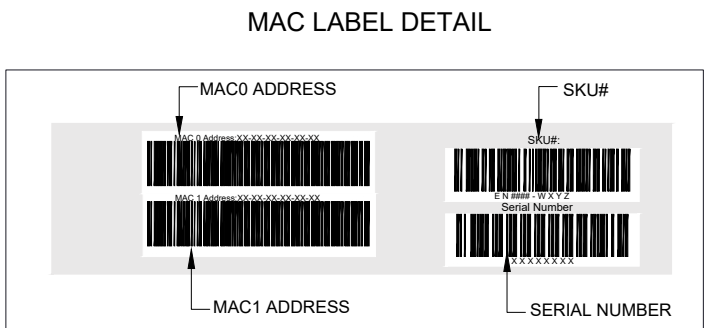 MAC LABEL DETAIL
MAC0 ADDRESS
SKU#
MAC 0 Address:XX-XX-XX-XX-XX-XX
SKU#:
MAC 1 Address:XX-XX-XX-XX-XX-XX
E N #### - W X Y Z
Serial Number
X X X X X X X X
MAC1 ADDRESS
SERIAL NUMBER